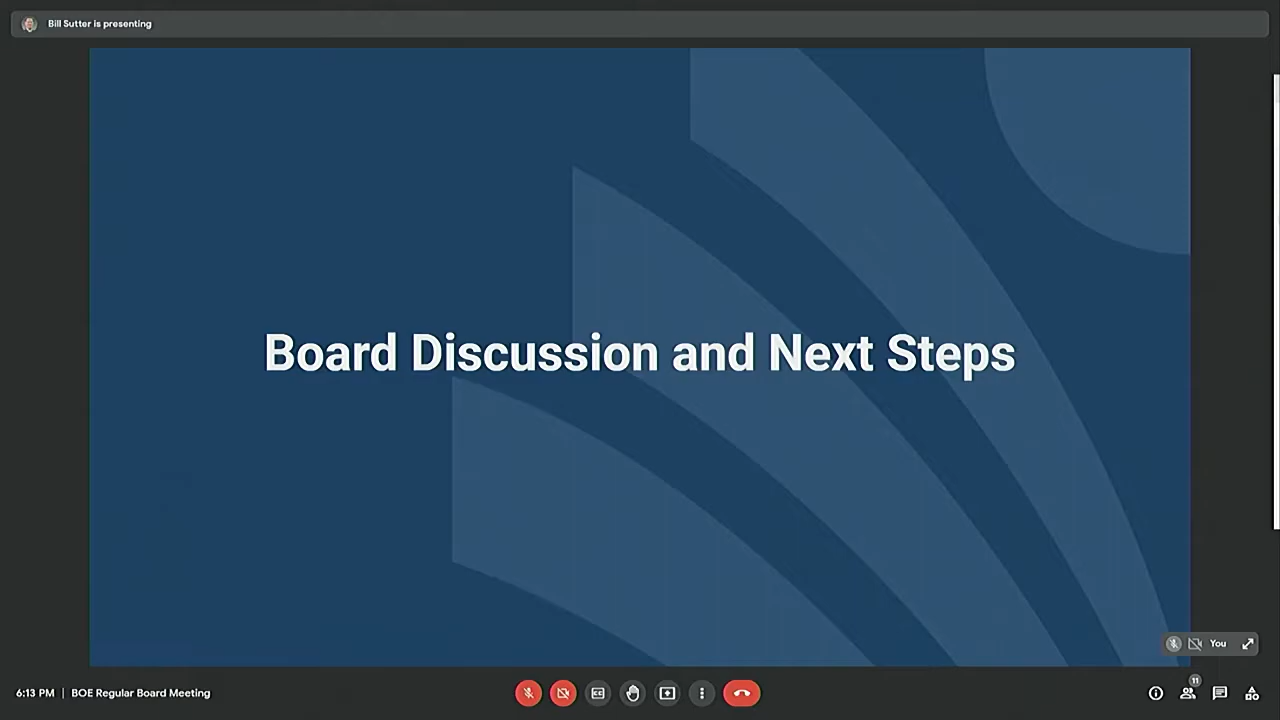 Bill Sutter is presenting
Board Discussion and Next Steps
You
11
6:13 PM | BOE Regular Board Meeting